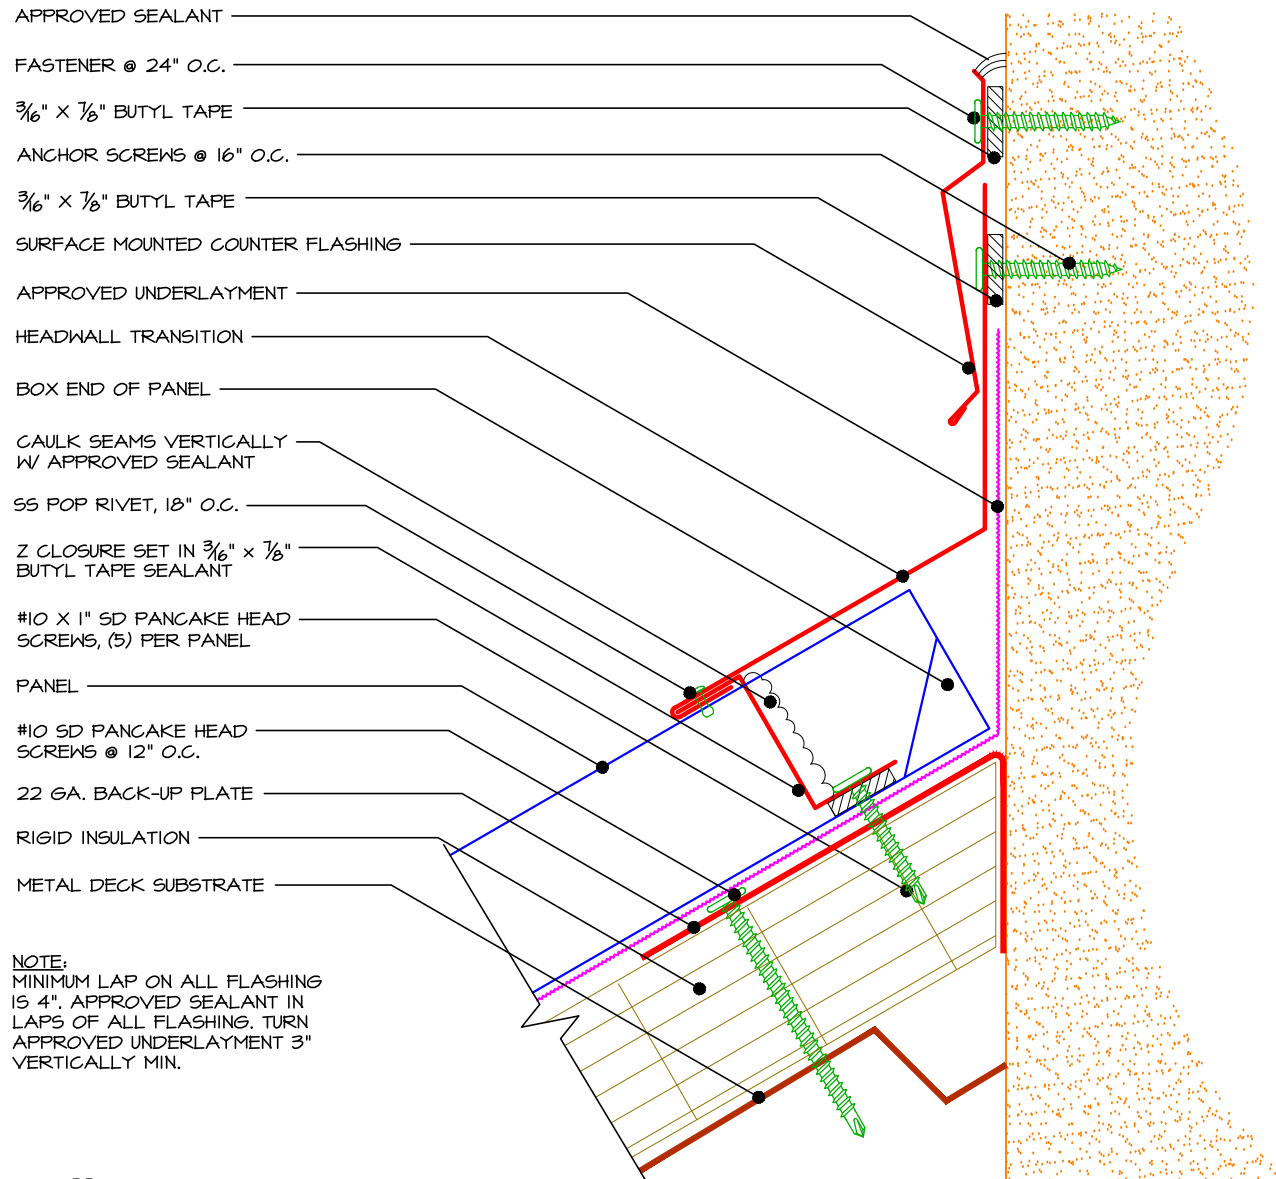 APPROVED SEALANT
FASTENER @ 24" O.C.
3/16" X 7/8" BUTYL TAPE
ANCHOR SCREWS @ 16" O.C.
3/16" X 7/8" BUTYL TAPE
SURFACE MOUNTED COUNTER FLASHING
APPROVED UNDERLAYMENT
HEADWALL TRANSITION
BOX END OF PANEL
CAULK SEAMS VERTICALLY
W/ APPROVED SEALANT
SS POP RIVET, 18" O.C.
Z CLOSURE SET IN 3/16" x 7/8"
BUTYL TAPE SEALANT
#10 X 1" SD PANCAKE HEAD
SCREWS, (5) PER PANEL
PANEL
#10 SD PANCAKE HEAD
SCREWS @ 12" O.C.
22 GA. BACK-UP PLATE
RIGID INSULATION
METAL DECK SUBSTRATE
NOTE:
MINIMUM LAP ON ALL FLASHING
IS 4". APPROVED SEALANT IN
LAPS OF ALL FLASHING. TURN
APPROVED UNDERLAYMENT 3"
VERTICALLY MIN.